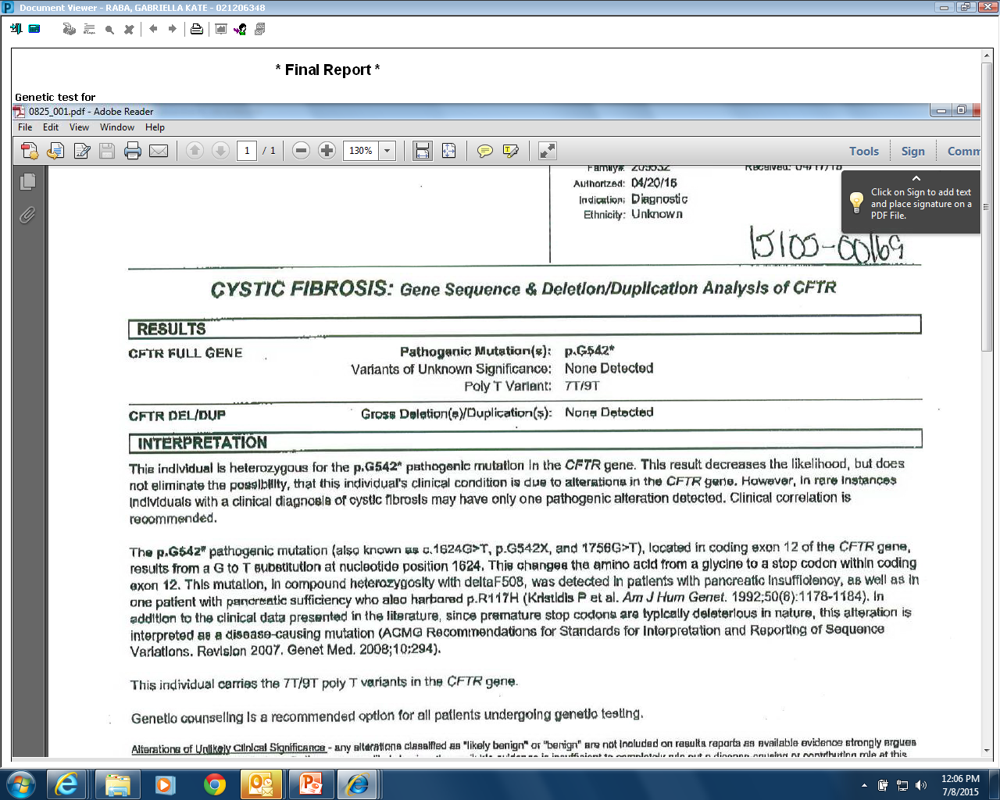 Document Viewer - RABA, GABRIELLA KATE - 021206348
* Final Report *
Genetic test for
0825_001.pdf - Adobe Reader
File Edit View Window Help
1 / 1 130% Tools Sign Comm
Family#: 209532
Authorized: 04/20/15
Indication: Diagnostic
Ethnicity: Unknown
Click on Sign to add text
and place signature on a
PDF File.
15105-00169
CYSTIC FIBROSIS: Gene Sequence & Deletion/Duplication Analysis of CFTR
RESULTS
CFTR FULL GENE Pathogenic Mutation(s): p.G542*
Variants of Unknown Significance: None Detected
Poly T Variant: 7T/9T
CFTR DEL/DUP Gross Deletion(s)/Duplication(s): None Detected
INTERPRETATION
This individual is heterozygous for the p.G542* pathogenic mutation in the CFTR gene. This result decreases the likelihood, but does
not eliminate the possibility, that this individual's clinical condition is due to alterations in the CFTR gene. However, in rare instances
individuals with a clinical diagnosis of cystic fibrosis may have only one pathogenic alteration detected. Clinical correlation is
recommended.
The p.G542* pathogenic mutation (also known as c.1624G>T, p.G542X, and 1756G>T), located in coding exon 12 of the CFTR gene,
results from a G to T substitution at nucleotide position 1624. This changes the amino acid from a glycine to a stop codon within coding
exon 12. This mutation, in compound heterozygosity with deltaF508, was detected in patients with pancreatic insufficiency, as well as in
one patient with pancreatic sufficiency who also harbored p.R117H (Kristidis P et al. Am J Hum Genet. 1992;50(6):1178-1184). In
addition to the clinical data presented in the literature, since premature stop codons are typically deleterious in nature, this alteration is
interpreted as a disease-causing mutation (ACMG Recommendations for Standards for Interpretation and Reporting of Sequence
Variations. Revision 2007. Genet Med. 2008;10:294).
This individual carries the 7T/9T poly T variants in the CFTR gene.
Genetic counseling is a recommended option for all patients undergoing genetic testing.
Alterations of Unlikely Clinical Significance - any alterations classified as "likely benign" or "benign" are not included on results reports as available evidence strongly argues
12:06 PM
7/8/2015